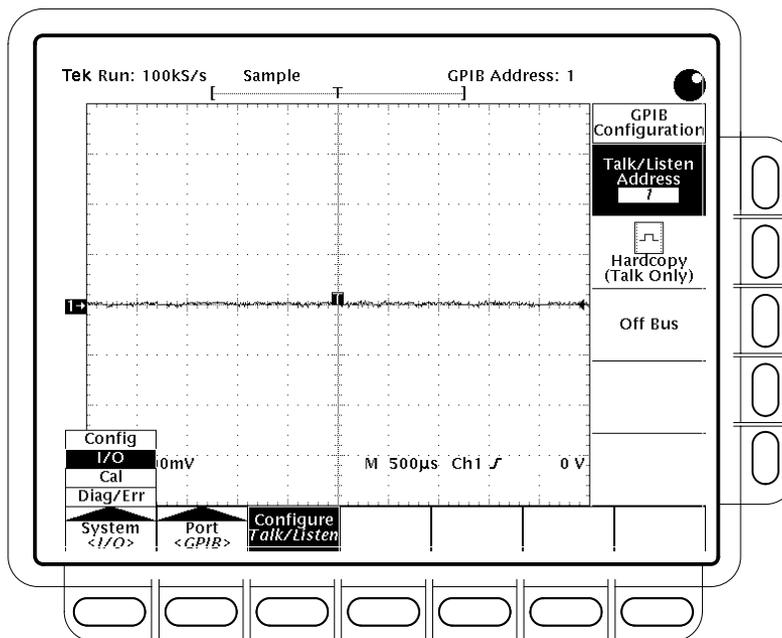 Tek Run: 100kS/s Sample GPIB Address: 1
[ T ]
GPIB
Configuration
Talk/Listen
Address
1
Hardcopy
(Talk Only)
Off Bus
T
1→
Config
I/O
Cal
Diag/Err
0mV M 500µs Ch1 0 V
System
<I/O>
Port
<GPIB>
Configure
Talk/Listen